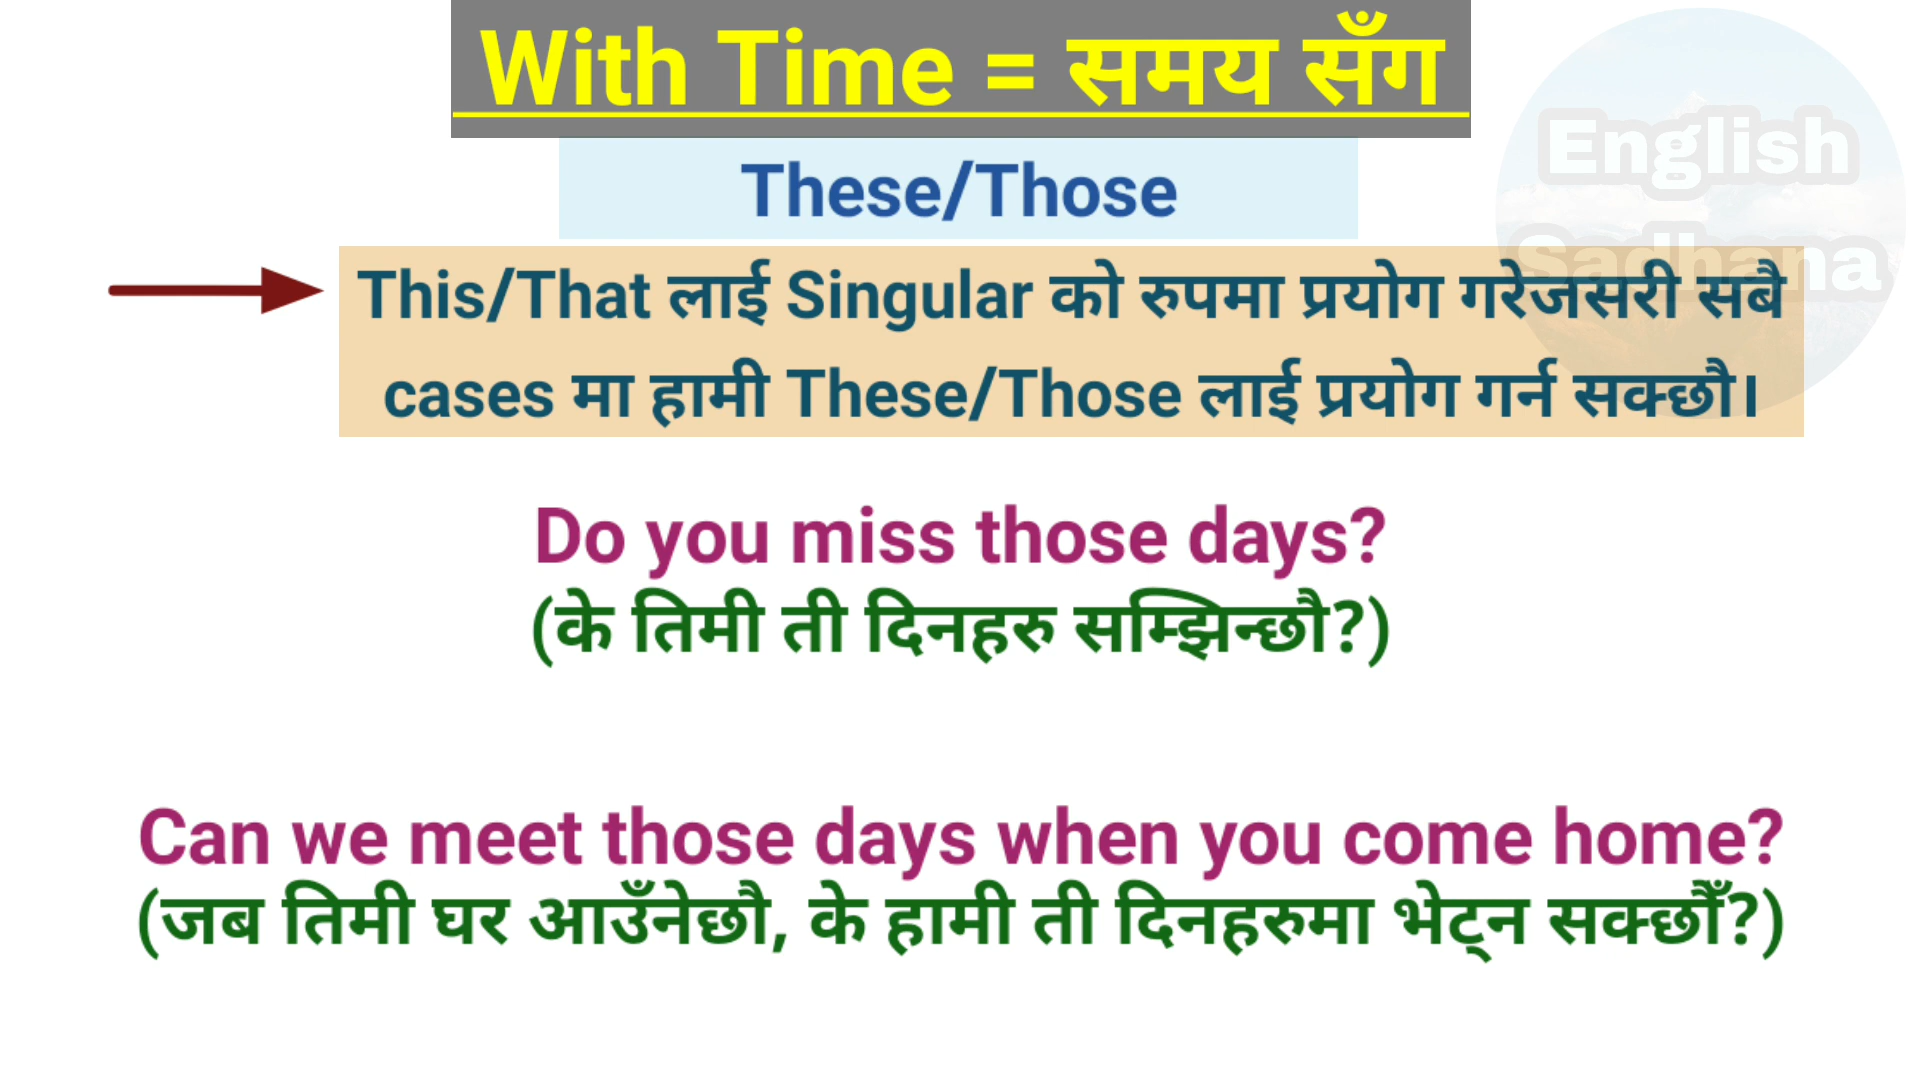 With Time = समय सँग
These/Those
English
Sadhana
This/That लाई Singular को रुपमा प्रयोग गरेजसरी सबै
cases मा हामी These/Those लाई प्रयोग गर्न सक्छौ।
Do you miss those days?
(के तिमी ती दिनहरु सम्झिन्छौ?)
Can we meet those days when you come home?
(जब तिमी घर आउँनेछौ, के हामी ती दिनहरुमा भेट्न सक्छौँ?)